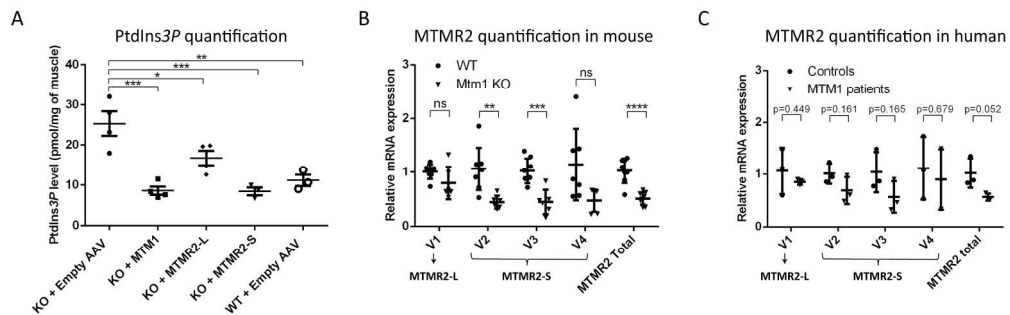 A
PtdIns3P quantification
PtdIns3P level (pmol/mg of muscle)
40
30
20
10
0
**
***
*
***
KO + Empty AAV
KO + MTM1
KO + MTMR2-L
KO + MTMR2-S
WT + Empty AAV
B
MTMR2 quantification in mouse
WT
Mtm1 KO
Relative mRNA expression
3
2
1
0
ns
**
***
ns
****
V1
V2
V3
V4
MTMR2 Total
MTMR2-L
MTMR2-S
C
MTMR2 quantification in human
Controls
MTM1 patients
Relative mRNA expression
3
2
1
0
p=0.449
p=0.161
p=0.165
p=0.679
p=0.052
V1
V2
V3
V4
MTMR2 total
MTMR2-L
MTMR2-S